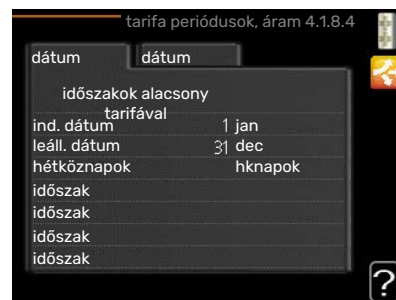 tarifa periódusok, áram 4.1.8.4
dátum
dátum
időszakok alacsony
tarifával
ind. dátum 1 jan
leáll. dátum 31 dec
hétköznapok hknapok
időszak
időszak
időszak
időszak
?